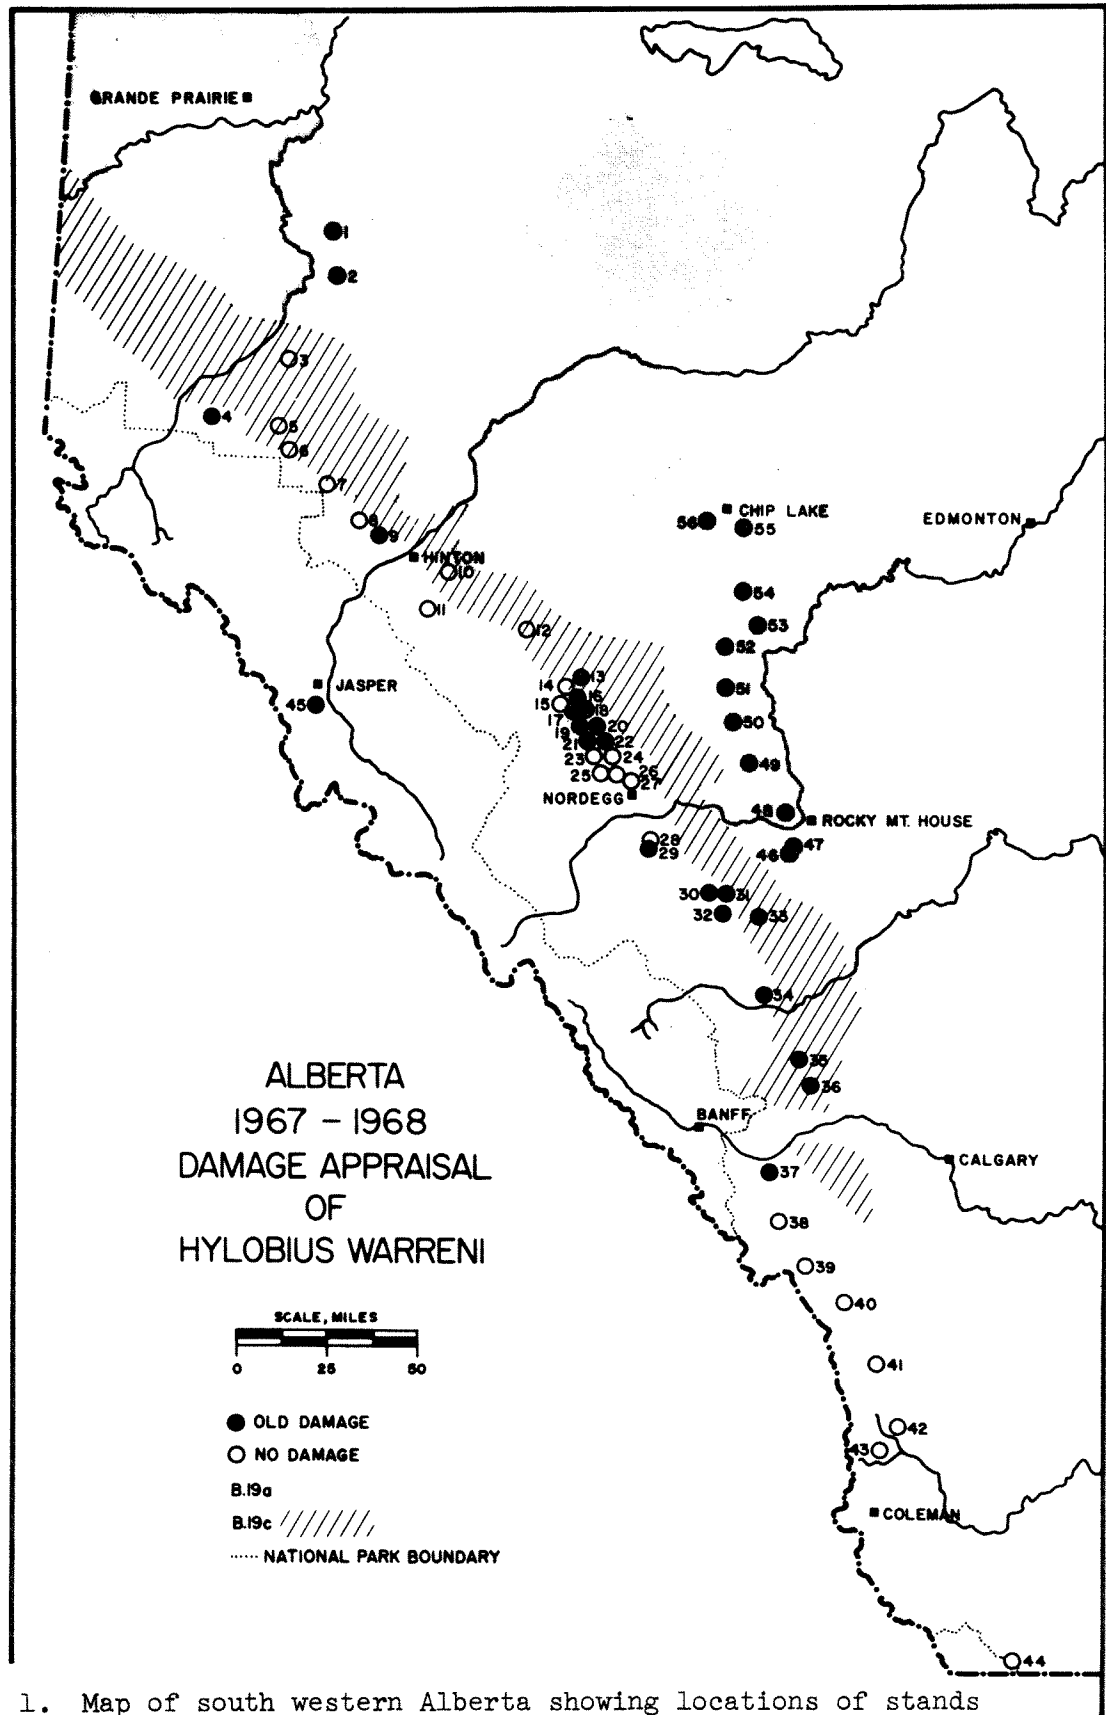 GRANDE PRAIRIE
1
2
3
4
5
6
7
8
9
HINTON
10
11
12
CHIP LAKE
56
55
EDMONTON
54
53
52
51
50
49
48
ROCKY MT. HOUSE
47
46
JASPER
45
13
14
15
16
17
18
19
20
21
22
23
24
25
26
27
NORDEGG
28
29
30
31
32
33
34
35
36
BANFF
CALGARY
37
38
39
40
41
42
43
COLEMAN
44
ALBERTA
1967 - 1968
DAMAGE APPRAISAL
OF
HYLOBIUS WARRENI
SCALE, MILES
0 25 50
OLD DAMAGE
NO DAMAGE
B.19a
B.19c
NATIONAL PARK BOUNDARY
1. Map of south western Alberta showing locations of stands